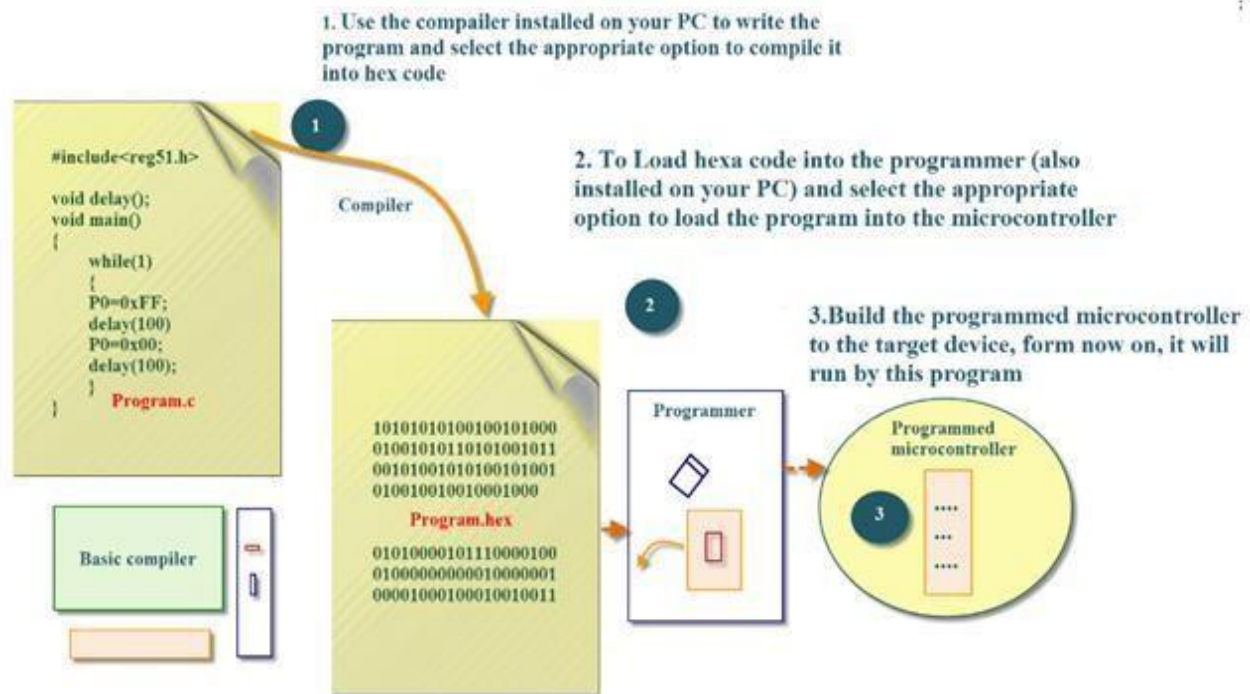 1. Use the compailer installed on your PC to write the
program and select the appropriate option to compile it
into hex code
1
#include<reg51.h>
void delay();
void main()
{
while(1)
{
P0=0xFF;
delay(100)
P0=0x00;
delay(100);
}
Program.c
}
Compiler
2. To Load hexa code into the programmer (also
installed on your PC) and select the appropriate
option to load the program into the microcontroller
2
3.Build the programmed microcontroller
to the target device, form now on, it will
run by this program
10101010100100101000
01001010110101001011
00101001010100101001
010010010010001000
Program.hex
01010000101110000100
01000000000010000001
00001000100010010011
Programmer
Programmed
microcontroller
3
....
...
....
Basic compiler